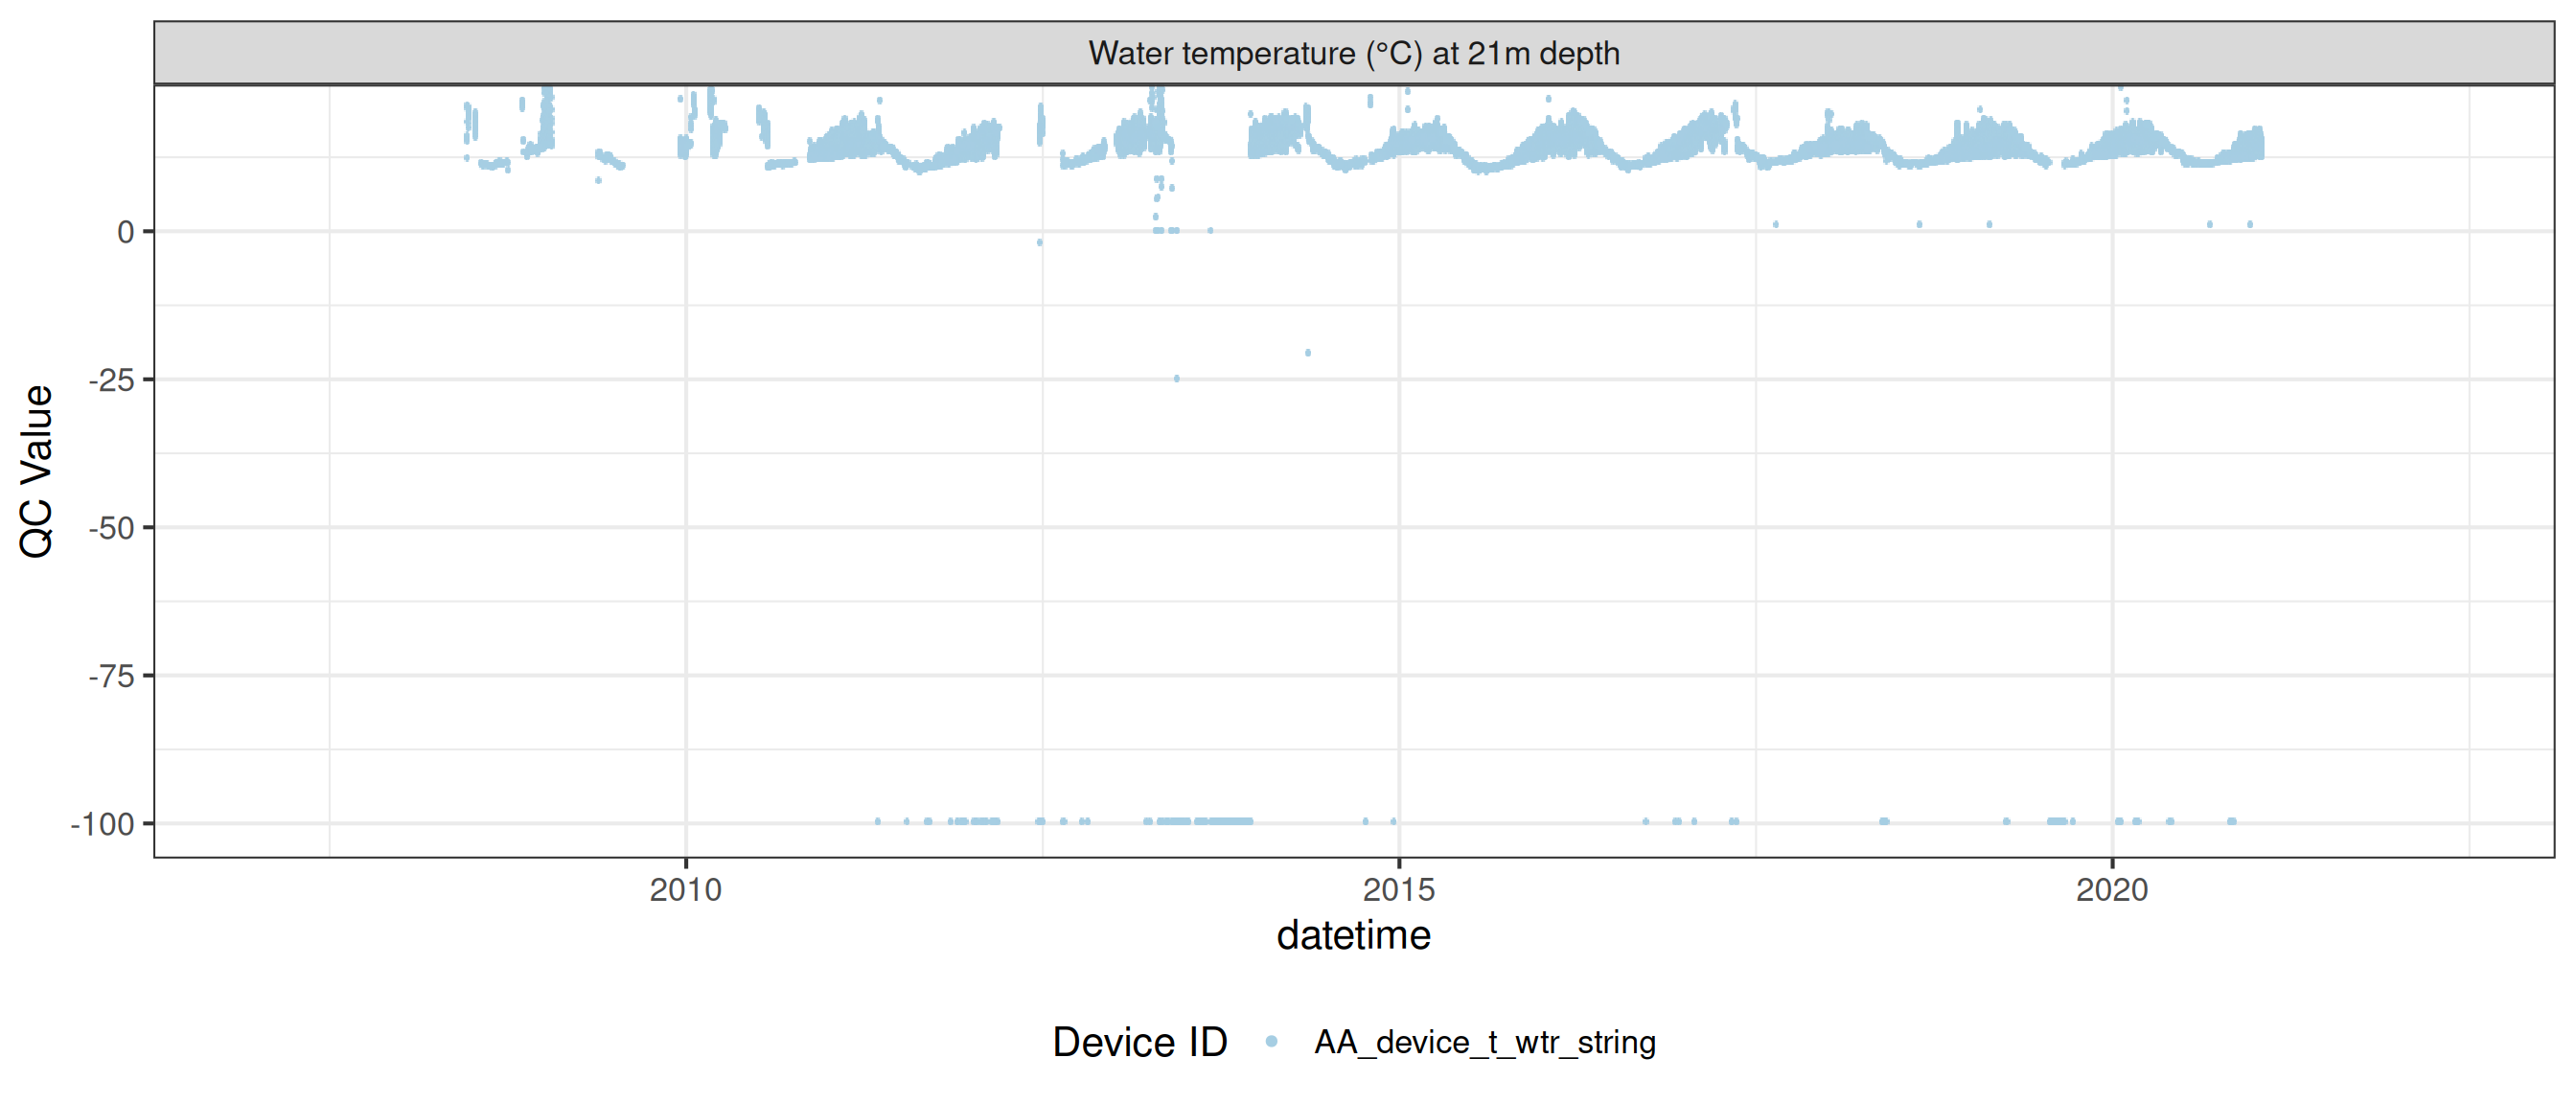 Water temperature (°C) at 21m depth
QC Value
0
-25
-50
-75
-100
2010
2015
2020
datetime
Device ID
AA_device_t_wtr_string